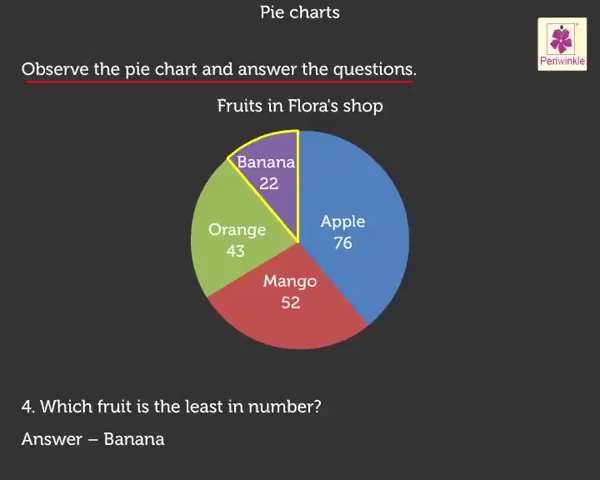 Pie charts
Periwinkle
Observe the pie chart and answer the questions.
Fruits in Flora's shop
Banana
22
Apple
76
Orange
43
Mango
52
4. Which fruit is the least in number?
Answer – Banana